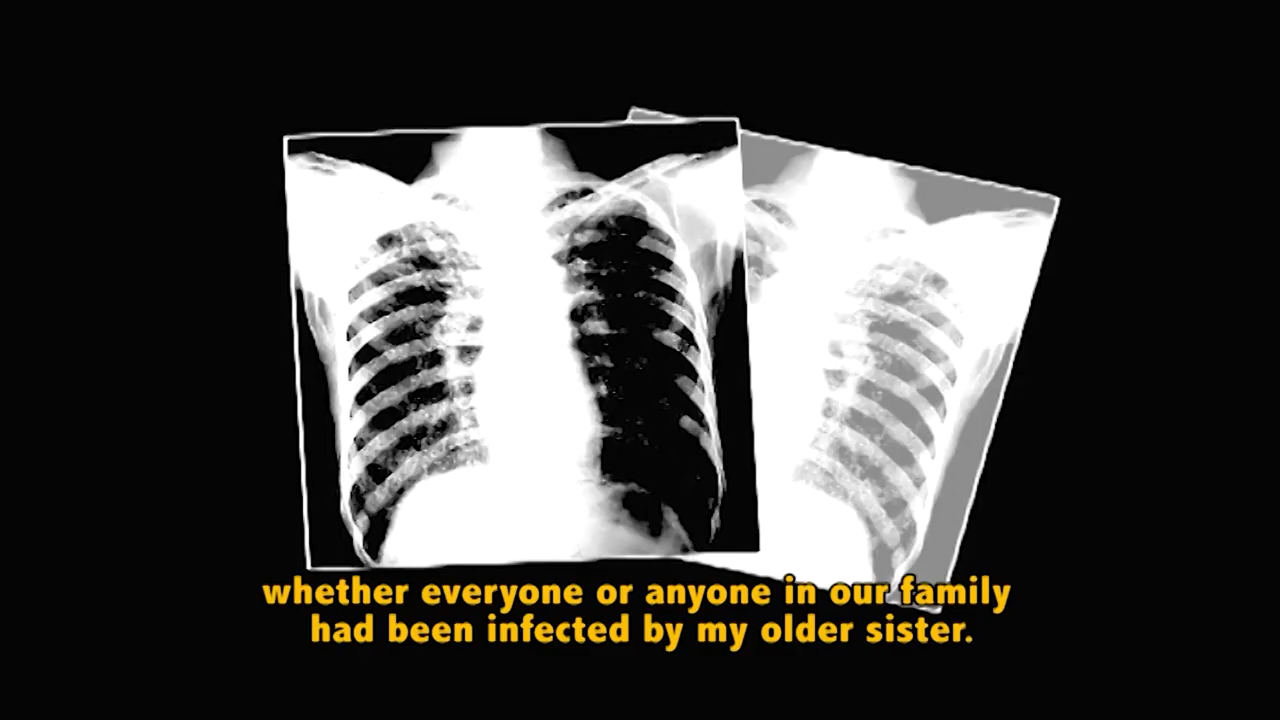 whether everyone or anyone in our family
had been infected by my older sister.